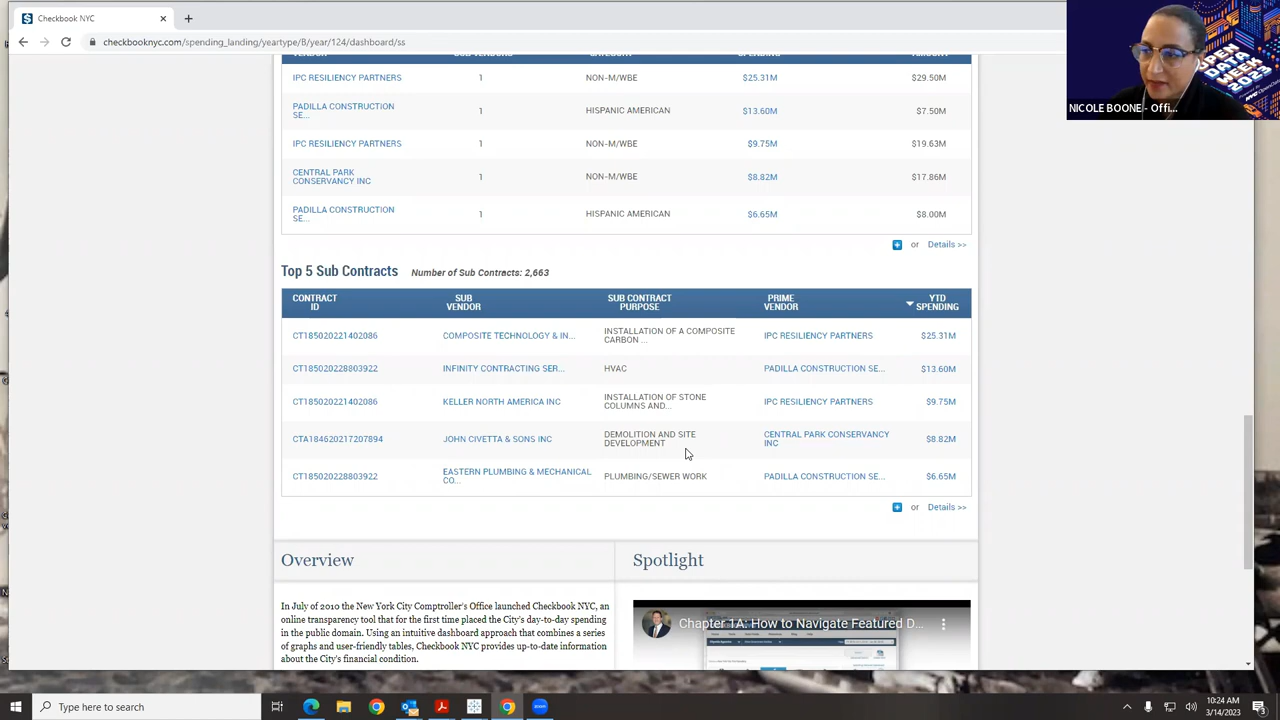 Checkbook NYC
checkbooknyc.com/spending_landing/yeartype/B/year/124/dashboard/ss
IPC RESILIENCY PARTNERS 1 NON-M/WBE $25.31M $29.50M
PADILLA CONSTRUCTION
SE... 1 HISPANIC AMERICAN $13.60M $7.50M
IPC RESILIENCY PARTNERS 1 NON-M/WBE $9.75M $19.63M
CENTRAL PARK
CONSERVANCY INC 1 NON-M/WBE $8.82M $17.86M
PADILLA CONSTRUCTION
SE... 1 HISPANIC AMERICAN $6.65M $8.00M
or Details >>
Top 5 Sub Contracts Number of Sub Contracts: 2,663
CONTRACT
ID
SUB
VENDOR
SUB CONTRACT
PURPOSE
PRIME
VENDOR
YTD
SPENDING
CT185020221402086 COMPOSITE TECHNOLOGY & IN... INSTALLATION OF A COMPOSITE
CARBON ... IPC RESILIENCY PARTNERS $25.31M
CT185020228803922 INFINITY CONTRACTING SER... HVAC PADILLA CONSTRUCTION SE... $13.60M
CT185020221402086 KELLER NORTH AMERICA INC INSTALLATION OF STONE
COLUMNS AND... IPC RESILIENCY PARTNERS $9.75M
CTA184620217207894 JOHN CIVETTA & SONS INC DEMOLITION AND SITE
DEVELOPMENT CENTRAL PARK CONSERVANCY
INC $8.82M
CT185020228803922 EASTERN PLUMBING & MECHANICAL
CO... PLUMBING/SEWER WORK PADILLA CONSTRUCTION SE... $6.65M
or Details >>
Overview
In July of 2010 the New York City Comptroller's Office launched Checkbook NYC, an
online transparency tool that for the first time placed the City's day-to-day spending
in the public domain. Using an intuitive dashboard approach that combines a series
of graphs and user-friendly tables, Checkbook NYC provides up-to-date information
about the City's financial condition.
Spotlight
Chapter 1A: How to Navigate Featured D...
OPEN
DATA
WEEK
2023
NICOLE BOONE - Offi...
Type here to search
10:24 AM
3/14/2023